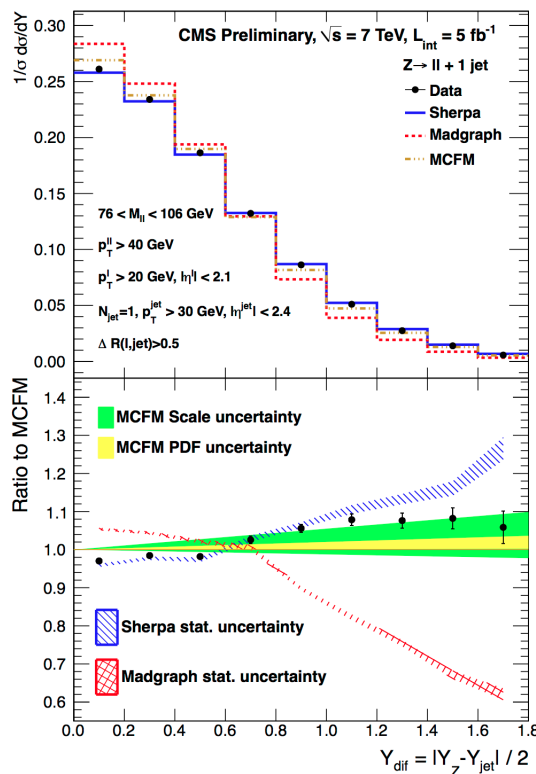 1/σ dσ/dY
CMS Preliminary, √s = 7 TeV, L_int = 5 fb⁻¹
Z→ ll + 1 jet
Data
Sherpa
Madgraph
MCFM
0.30
0.25
0.20
0.15
0.10
0.05
0.00
76 < M_ll < 106 GeV
p_T^ll > 40 GeV
p_T^l > 20 GeV, |η^l| < 2.1
N_jet=1, p_T^jet > 30 GeV, |η^jet| < 2.4
Δ R(l,jet)>0.5
Ratio to MCFM
1.4
1.3
1.2
1.1
1.0
0.9
0.8
0.7
0.6
MCFM Scale uncertainty
MCFM PDF uncertainty
Sherpa stat. uncertainty
Madgraph stat. uncertainty
0.0 0.2 0.4 0.6 0.8 1.0 1.2 1.4 1.6 1.8
Y_dif = |Y_Z-Y_jet| / 2